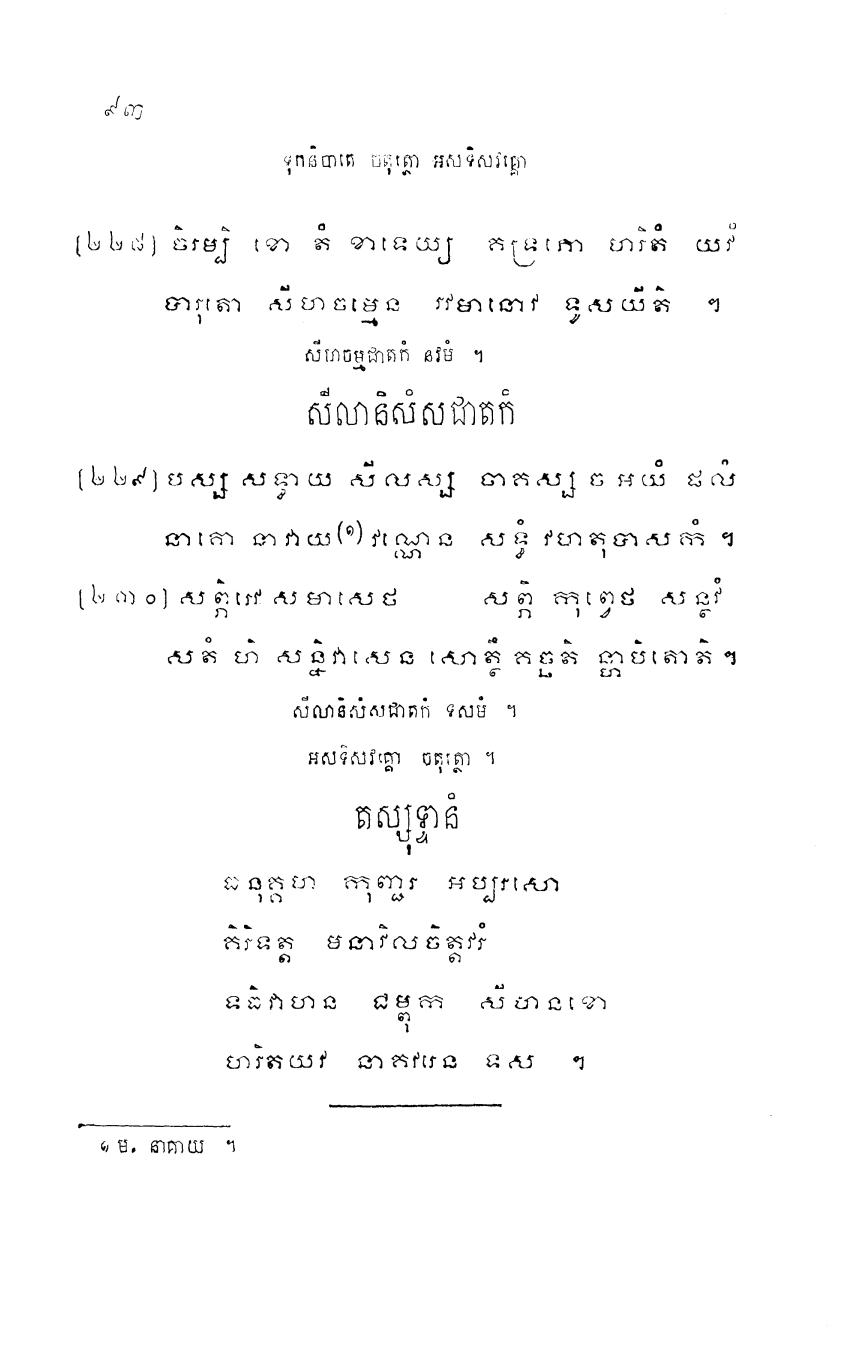 ៩៣
ទុកនិបាតេ ចតុត្ថោ អសទិសវគ្គោ
[២២៨] ចិរម្បិ ខោ តំ ខាទេយ្យ គទ្រភោ ហរិតំ យវំ
បារុតោ សីហចម្មេន រវមានោវ ទូសយីតិ ។
សីហចម្មជាតកំ នវមំ ។
សីលានិសំសជាតកំ
[២២៩] បស្ស សទ្ធាយ សីលស្ស ចាគស្ស ច អយំ ផលំ
នាគោ នាវាយ(១) វណ្ណេន សទ្ធំ វហតុបាសកំ ។
[២៣០] សព្ភិរេវ សមាសេថ សព្ភិ កុព្វេថ សន្ថវំ
សតំ ហិ សន្និវាសេន សោត្ថឹ គច្ឆតិ ន្ហាបិតោតិ ។
សីលានិសំសជាតកំ ទសមំ ។
អសទិសវគ្គោ ចតុត្ថោ ។
តស្សុទ្ទានំ
ធនុគ្គហ កុញ្ជរ អប្បរសោ
គិរិទត្ត មនាវិលចិត្តវរំ
ទធិវាហន ជម្ពុក សីហនខោ
ហរិតយវ នាគវរេន ទស ។
១ ម. នាគាយ ។